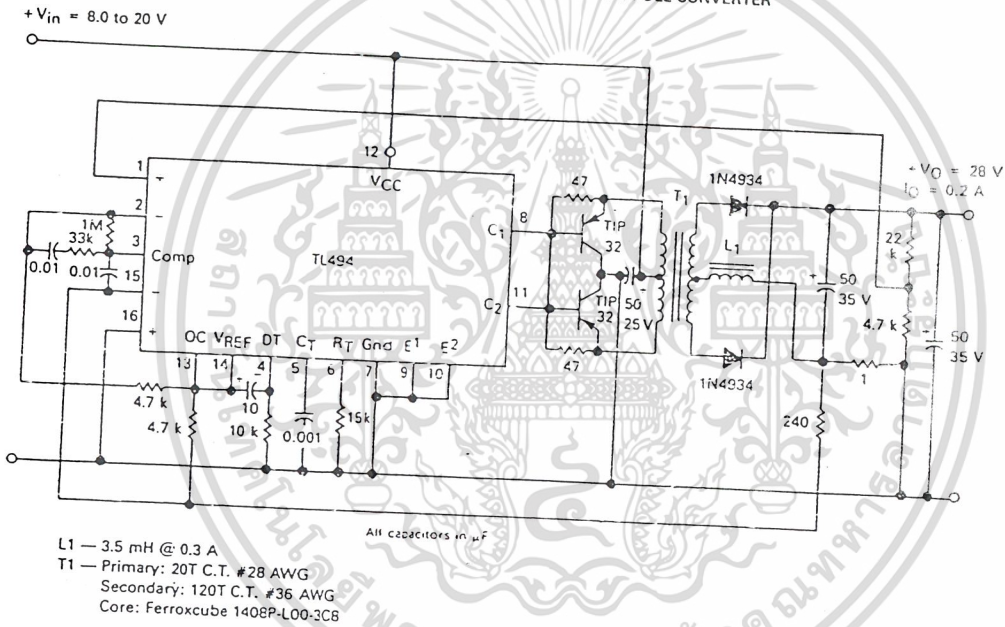 +Vin = 8.0 to 20 V
CONVERTER
12
VCC
1
+
2
−
1M
33k
3
Comp
0.01
0.01
15
−
16
+
TL494
OC
VREF
DT
CT
RT
Gnd
E1
E2
13
14
4
5
6
7
9
10
C1
8
C2
11
47
TIP
32
TIP
32
47
+
50
25 V
T1
1N4934
L1
1N4934
+
50
35 V
+VO = 28 V
IO = 0.2 A
22
k
4.7 k
1
+
50
35 V
240
4.7 k
4.7 k
+
−
10
10 k
0.001
15k
All capacitors in µF
L1 — 3.5 mH @ 0.3 A
T1 — Primary: 20T C.T. #28 AWG
Secondary: 120T C.T. #36 AWG
Core: Ferroxcube 1408P-L00-3C8